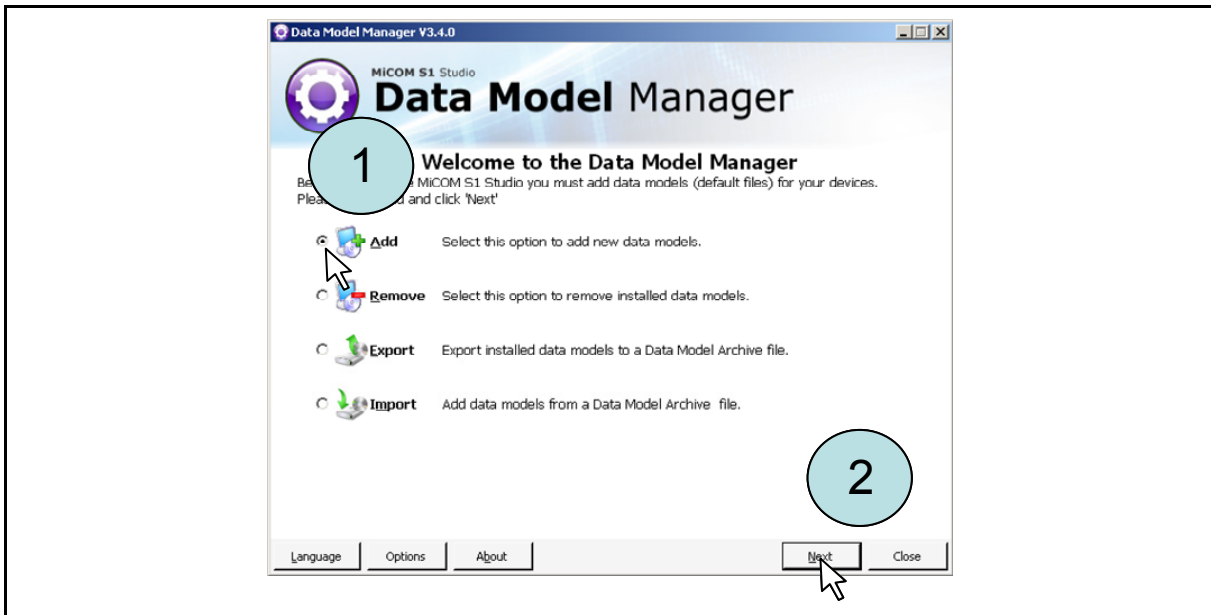 Data Model Manager V3.4.0
MiCOM S1 Studio
Data Model Manager
1
Welcome to the Data Model Manager
MiCOM S1 Studio you must add data models (default files) for your devices.
and click 'Next'
Add Select this option to add new data models.
Remove Select this option to remove installed data models.
Export Export installed data models to a Data Model Archive file.
Import Add data models from a Data Model Archive file.
2
Language Options About Next Close